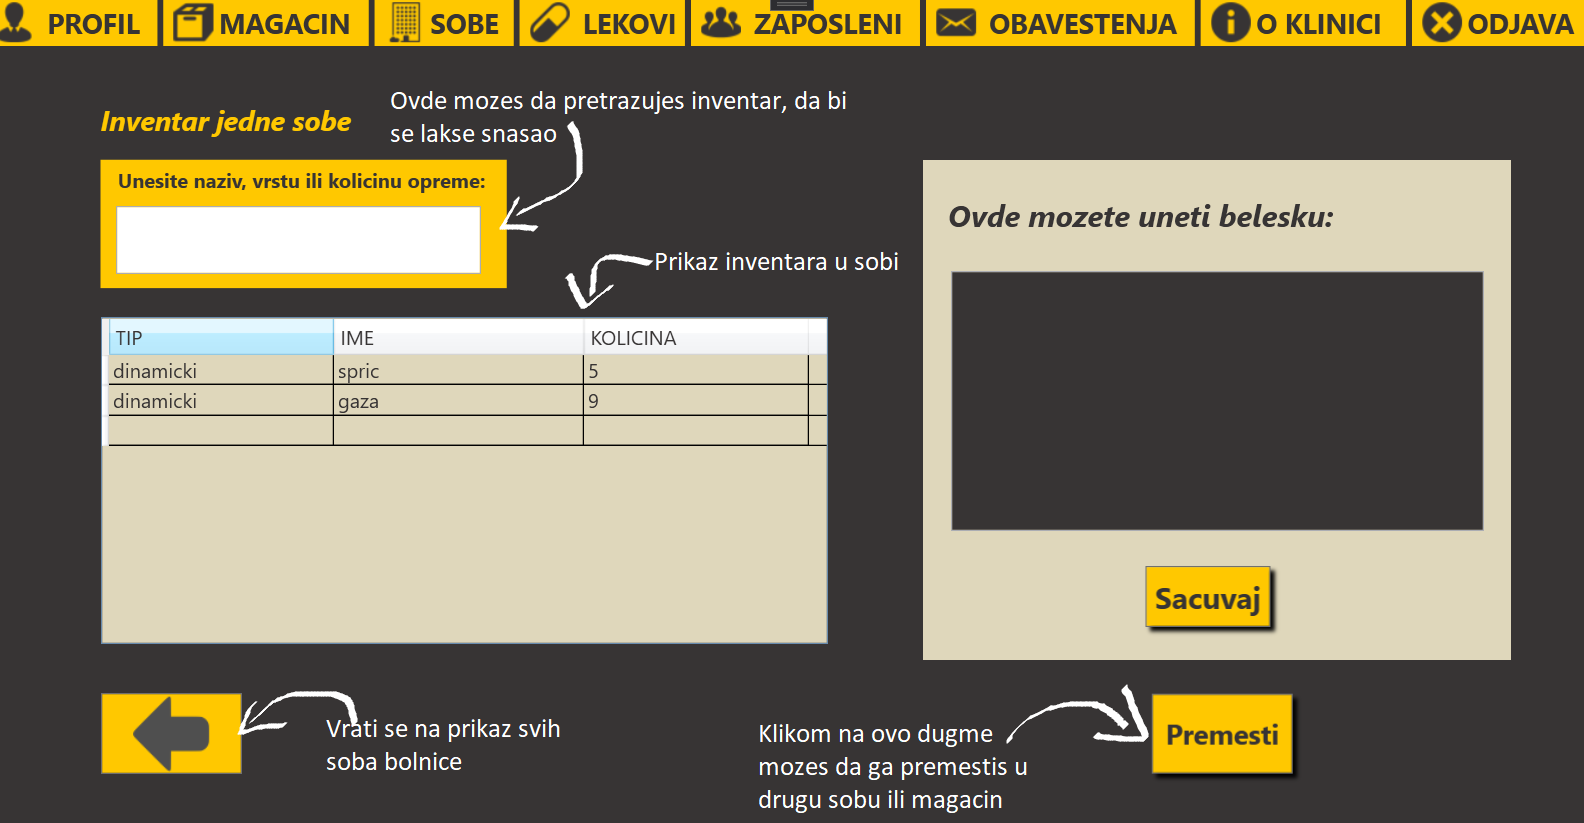 PROFIL MAGACIN SOBE LEKOVI ZAPOSLENI OBAVESTENJA O KLINICI ODJAVA
Inventar jedne sobe
Ovde mozes da pretrazujes inventar, da bi
se lakse snasao
Unesite naziv, vrstu ili kolicinu opreme:
Prikaz inventara u sobi
TIP IME KOLICINA
dinamicki spric 5
dinamicki gaza 9
Ovde mozete uneti belesku:
Sacuvaj
Vrati se na prikaz svih
soba bolnice
Klikom na ovo dugme
mozes da ga premestis u
drugu sobu ili magacin
Premesti